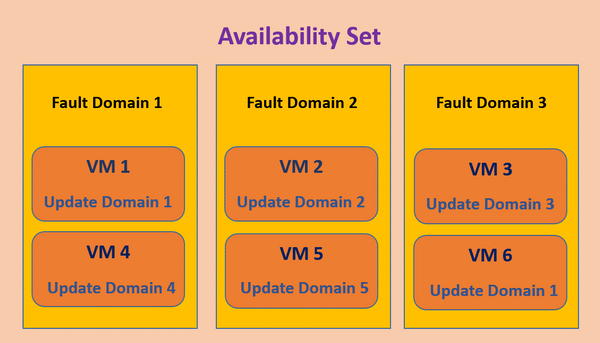 Availability Set
Fault Domain 1
VM 1
Update Domain 1
VM 4
Update Domain 4
Fault Domain 2
VM 2
Update Domain 2
VM 5
Update Domain 5
Fault Domain 3
VM 3
Update Domain 3
VM 6
Update Domain 1